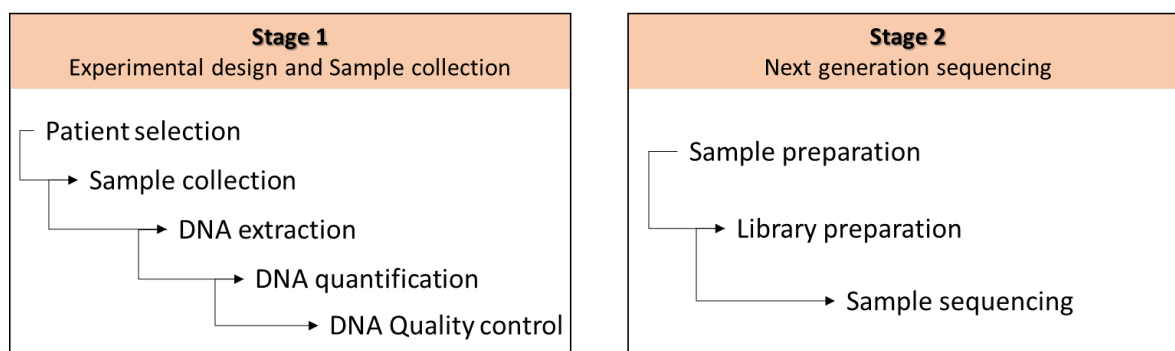 Stage 1
Experimental design and Sample collection
Patient selection
Sample collection
DNA extraction
DNA quantification
DNA Quality control
Stage 2
Next generation sequencing
Sample preparation
Library preparation
Sample sequencing